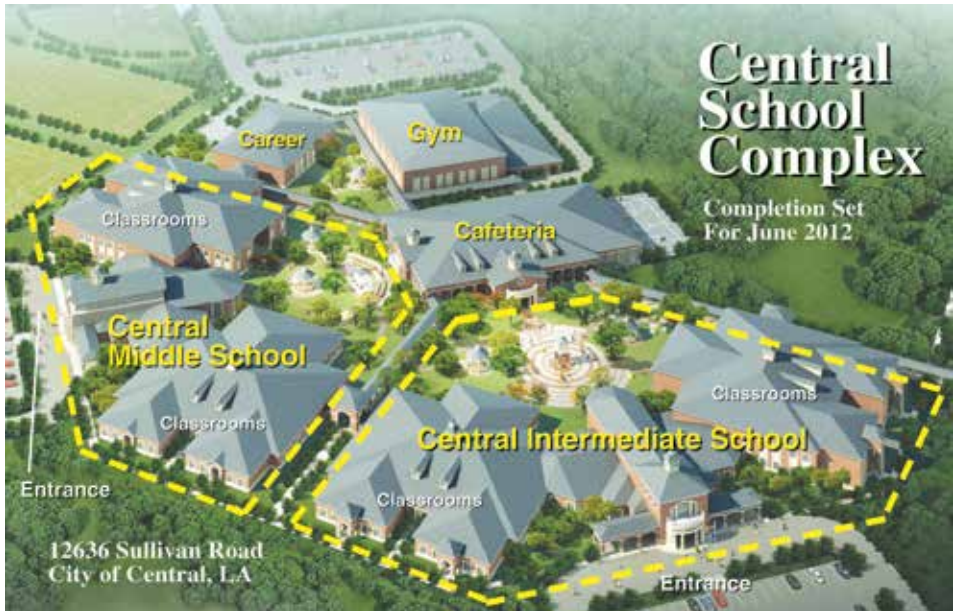 Central
School
Complex
Completion Set
For June 2012
Career
Gym
Classrooms
Cafeteria
Central
Middle School
Classrooms
Classrooms
Central Intermediate School
Classrooms
Entrance
12636 Sullivan Road
City of Central, LA
Entrance